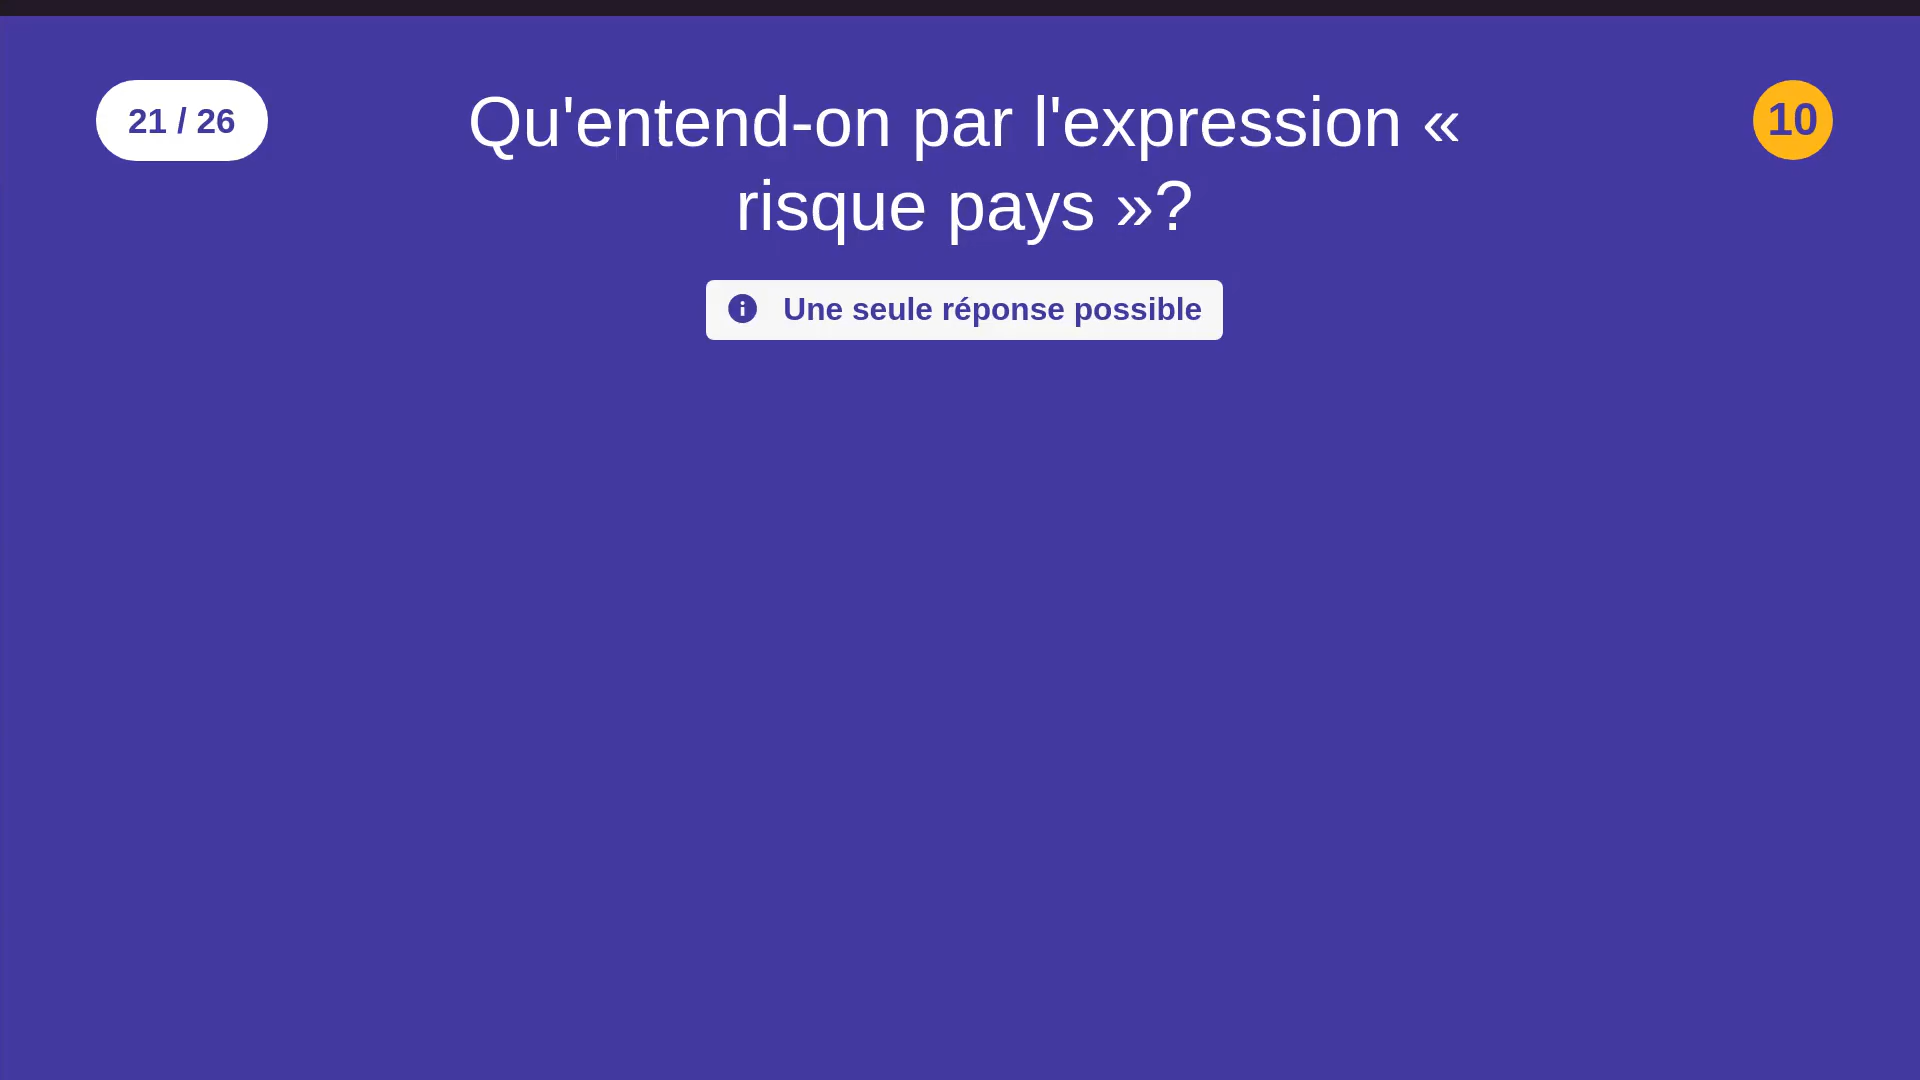 21 / 26
Qu'entend-on par l'expression «
risque pays »?
10
Une seule réponse possible